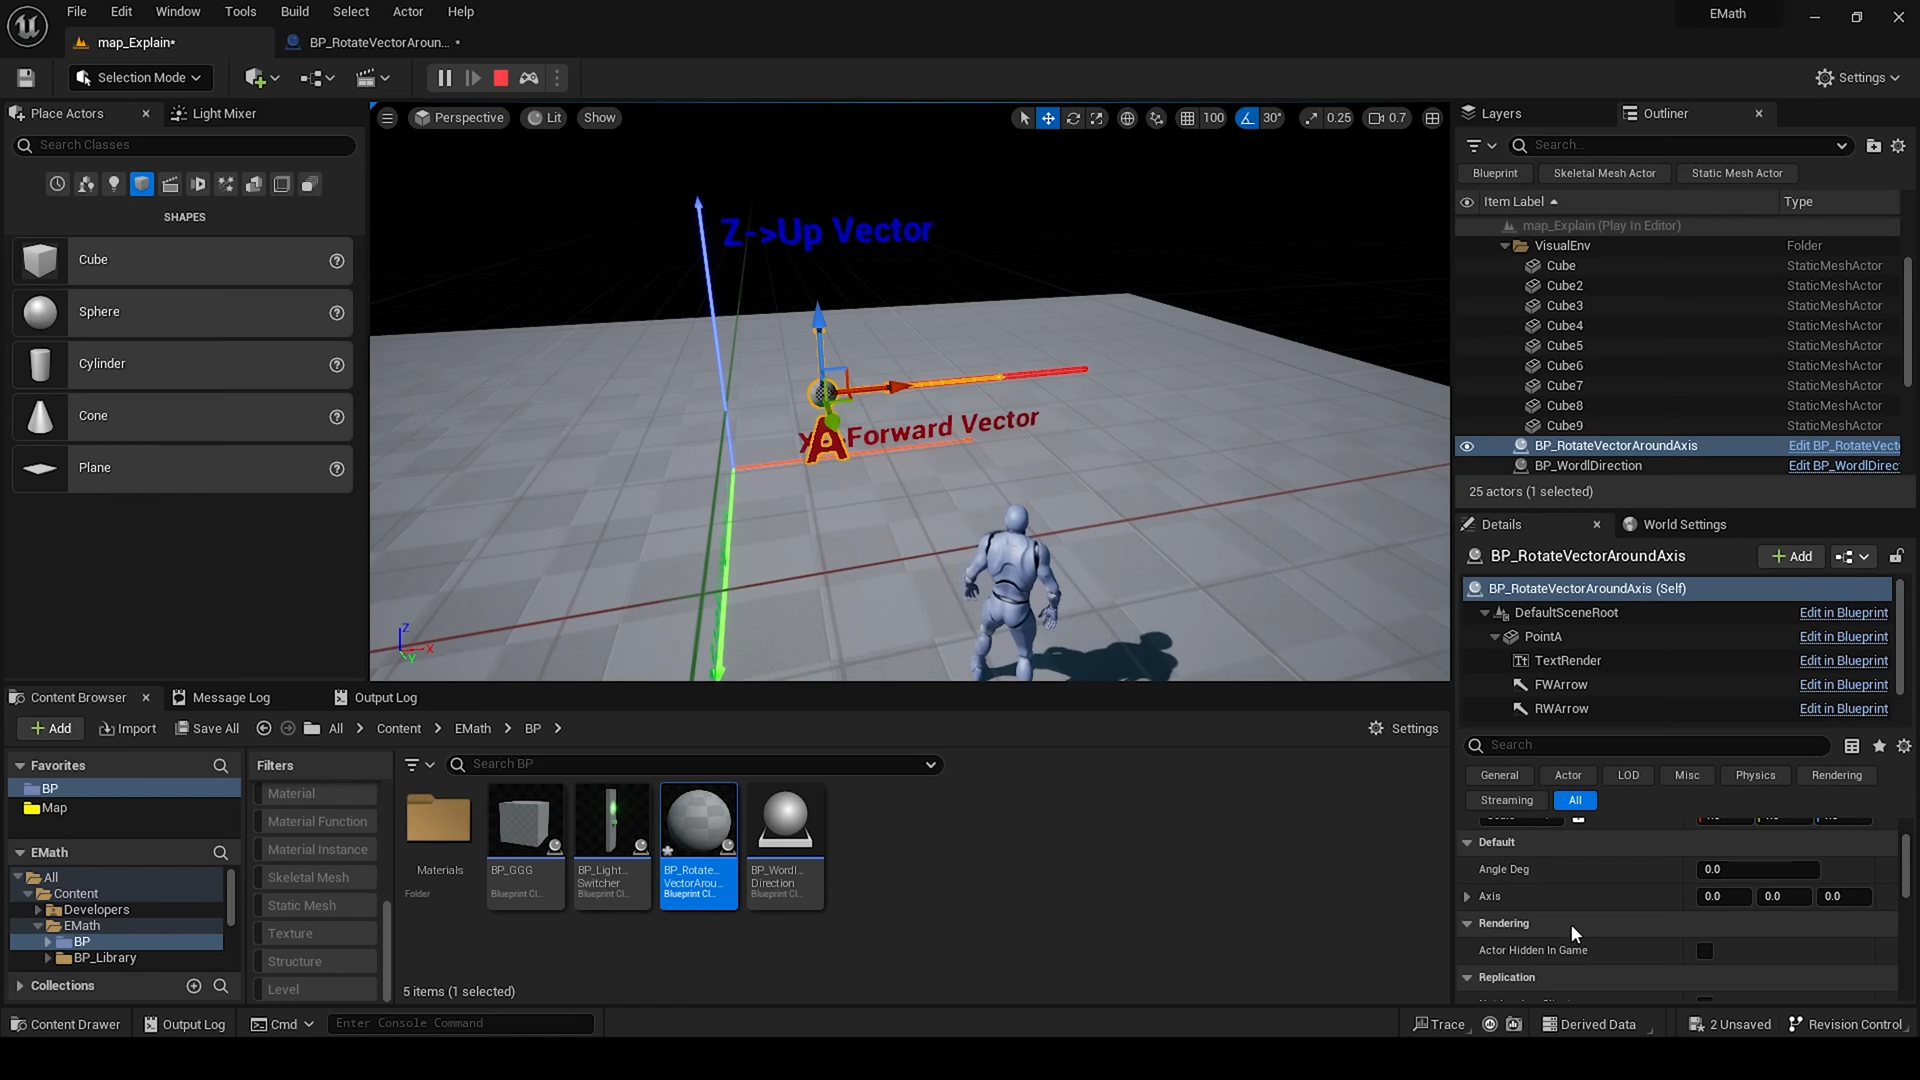 File Edit Window Tools Build Select Actor Help
EMath
map_Explain*
BP_RotateVectorAroun... *
Selection Mode
Settings
Place Actors
Light Mixer
Search Classes
SHAPES
Cube
Sphere
Cylinder
Cone
Plane
Perspective
Lit
Show
100
30°
0.25
0.7
Z->Up Vector
Forward Vector
A
Z
X
Y
Layers
Outliner
Search...
Blueprint
Skeletal Mesh Actor
Static Mesh Actor
Item Label
Type
map_Explain (Play In Editor)
VisualEnv Folder
Cube StaticMeshActor
Cube2 StaticMeshActor
Cube3 StaticMeshActor
Cube4 StaticMeshActor
Cube5 StaticMeshActor
Cube6 StaticMeshActor
Cube7 StaticMeshActor
Cube8 StaticMeshActor
Cube9 StaticMeshActor
BP_RotateVectorAroundAxis Edit BP_RotateVect
BP_WordlDirection Edit BP_WordlDirec
25 actors (1 selected)
Details
World Settings
BP_RotateVectorAroundAxis
Add
BP_RotateVectorAroundAxis (Self)
DefaultSceneRoot Edit in Blueprint
PointA Edit in Blueprint
TextRender Edit in Blueprint
FWArrow Edit in Blueprint
RWArrow Edit in Blueprint
Search
General Actor LOD Misc Physics Rendering
Streaming All
Default
Angle Deg 0.0
Axis 0.0 0.0 0.0
Rendering
Actor Hidden In Game
Replication
Content Browser
Message Log
Output Log
Add
Import
Save All
All > Content > EMath > BP >
Settings
Favorites
BP
Map
EMath
All
Content
Developers
EMath
BP
BP_Library
Collections
Filters
Material
Material Function
Material Instance
Skeletal Mesh
Static Mesh
Texture
Structure
Level
Search BP
Materials
Folder
BP_GGG
Blueprint Cl...
BP_Light...
Switcher
Blueprint Cl...
BP_Rotate...
VectorArou...
Blueprint Cl...
BP_Wordl...
Direction
Blueprint Cl...
5 items (1 selected)
Content Drawer
Output Log
Cmd
Enter Console Command
Trace
Derived Data
2 Unsaved
Revision Control